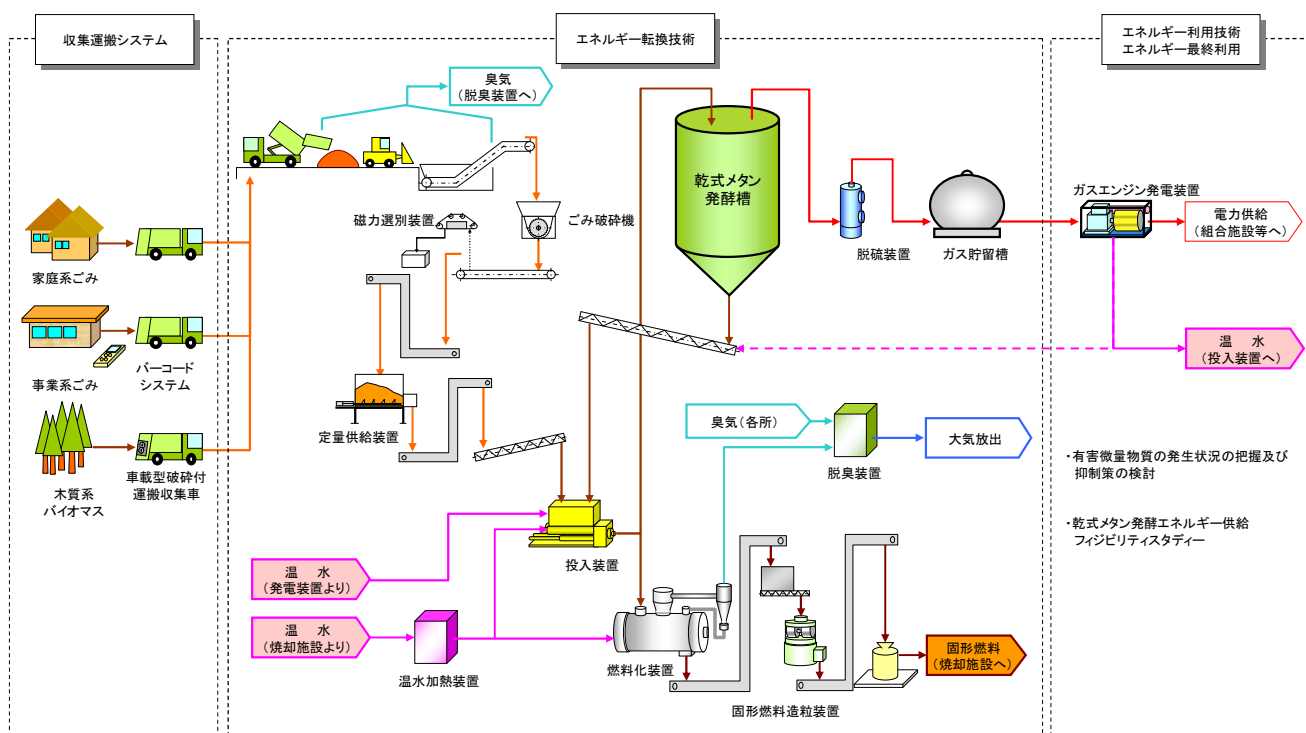 収集運搬システム
エネルギー転換技術
エネルギー利用技術
エネルギー最終利用
臭気
(脱臭装置へ)
家庭系ごみ
事業系ごみ
バーコード
システム
木質系
バイオマス
車載型破砕付
運搬収集車
磁力選別装置
ごみ破砕機
定量供給装置
乾式メタン
発酵槽
脱硫装置
ガス貯留槽
ガスエンジン発電装置
電力供給
(組合施設等へ)
温 水
(投入装置へ)
臭気(各所)
脱臭装置
大気放出
投入装置
温 水
(発電装置より)
温 水
(焼却施設より)
温水加熱装置
燃料化装置
固形燃料造粒装置
固形燃料
(焼却施設へ)
・有害微量物質の発生状況の把握及び
抑制策の検討
・乾式メタン発酵エネルギー供給
フィジビリティスタディー